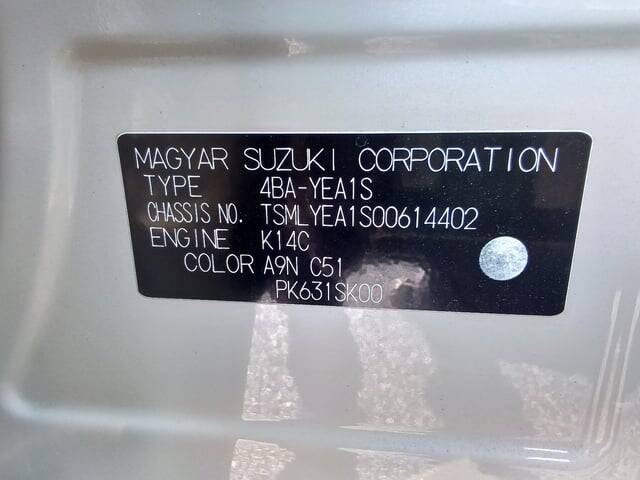 MAGYAR SUZUKI CORPORATION
TYPE 4BA-YEA1S
CHASSIS NO. TSMLYEA1S00614402
ENGINE K14C
COLOR A9N C51
PK631SK00